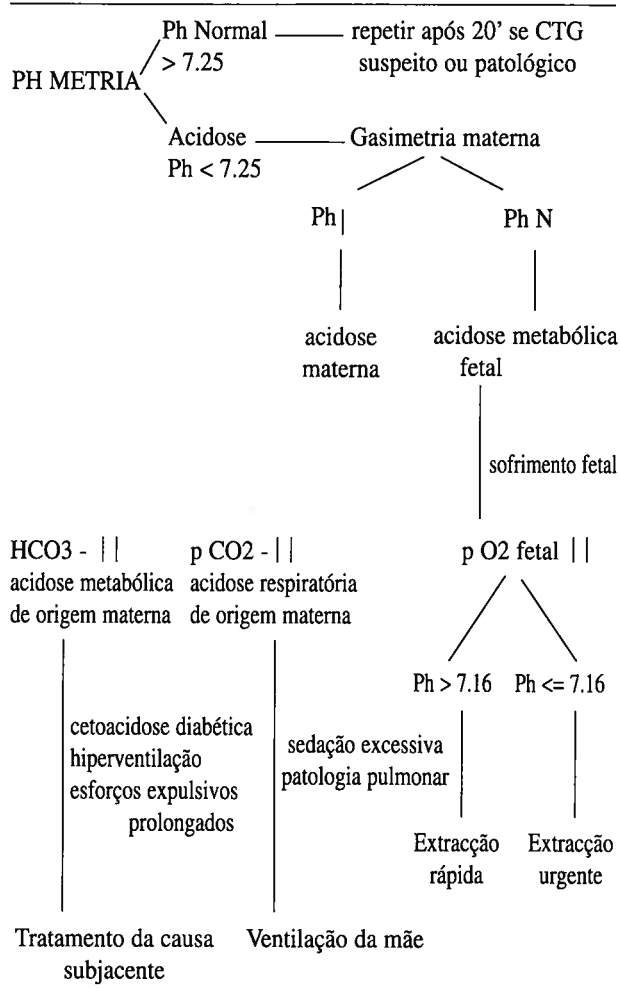 Ph Normal
> 7.25
repetir após 20' se CTG
suspeito ou patológico
PH METRIA
Acidose
Ph < 7.25
Gasimetria materna
Ph |
Ph N
acidose
materna
acidose metabólica
fetal
sofrimento fetal
HCO3 - | |
acidose metabólica
de origem materna
p CO2 - | |
acidose respiratória
de origem materna
p O2 fetal | |
Ph > 7.16
Ph <= 7.16
cetoacidose diabética
hiperventilação
esforços expulsivos
prolongados
sedação excessiva
patologia pulmonar
Extracção
rápida
Extracção
urgente
Tratamento da causa
subjacente
Ventilação da mãe